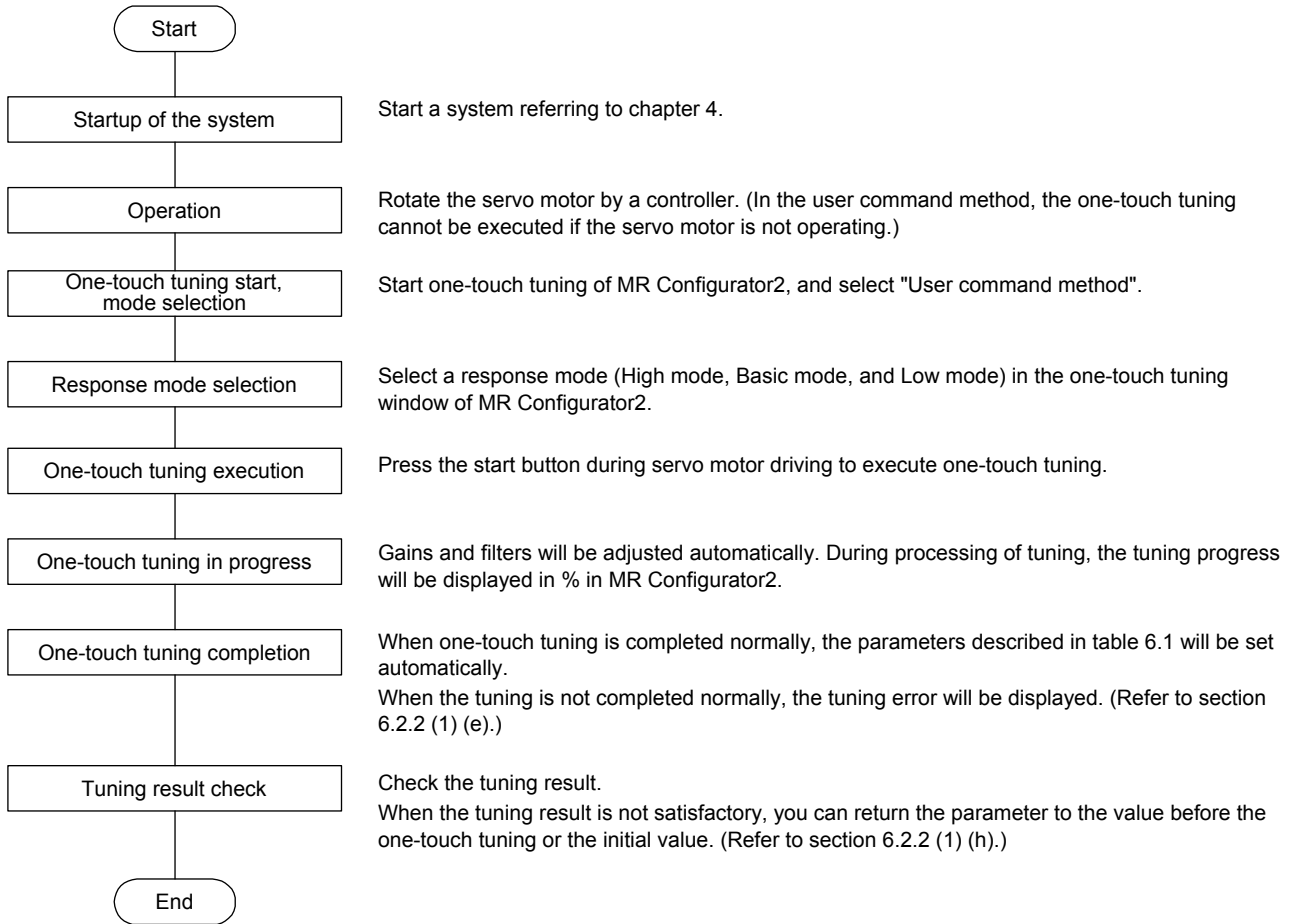 Start
Startup of the system
Start a system referring to chapter 4.
Operation
Rotate the servo motor by a controller. (In the user command method, the one-touch tuning
cannot be executed if the servo motor is not operating.)
One-touch tuning start,
mode selection
Start one-touch tuning of MR Configurator2, and select "User command method".
Response mode selection
Select a response mode (High mode, Basic mode, and Low mode) in the one-touch tuning
window of MR Configurator2.
One-touch tuning execution
Press the start button during servo motor driving to execute one-touch tuning.
One-touch tuning in progress
Gains and filters will be adjusted automatically. During processing of tuning, the tuning progress
will be displayed in % in MR Configurator2.
One-touch tuning completion
When one-touch tuning is completed normally, the parameters described in table 6.1 will be set
automatically.
When the tuning is not completed normally, the tuning error will be displayed. (Refer to section
6.2.2 (1) (e).)
Tuning result check
Check the tuning result.
When the tuning result is not satisfactory, you can return the parameter to the value before the
one-touch tuning or the initial value. (Refer to section 6.2.2 (1) (h).)
End